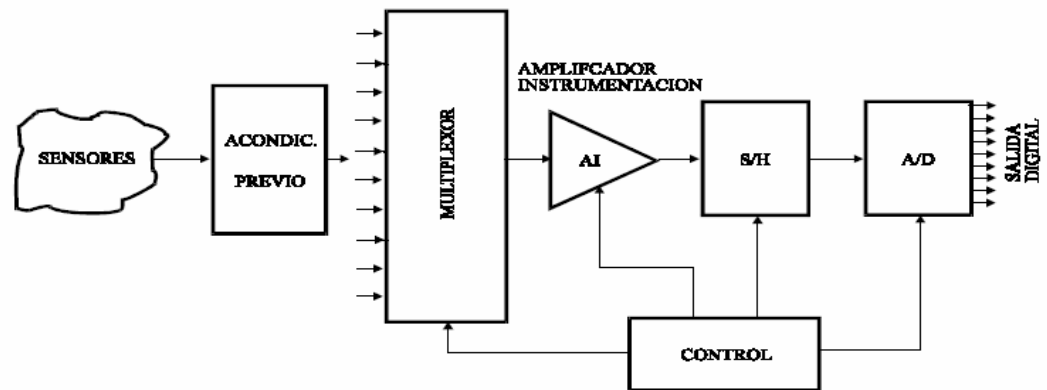 SENSORES
ACONDIC.
PREVIO
MULTIPLEXOR
AMPLIFCADOR
INSTRUMENTACION
AI
S/H
A/D
SALIDA
DIGITAL
CONTROL